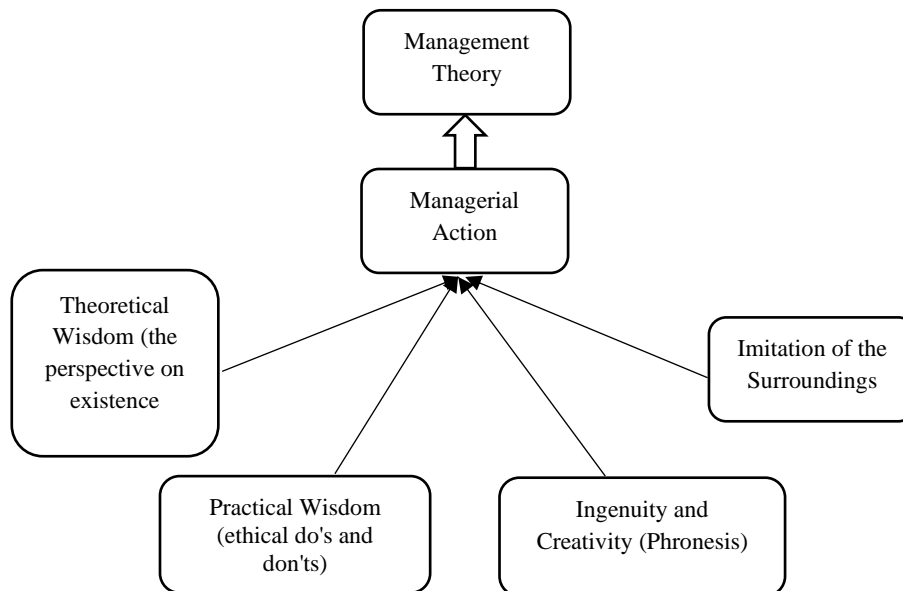 Management
Theory
Managerial
Action
Theoretical
Wisdom (the
perspective on
existence
Imitation of the
Surroundings
Practical Wisdom
(ethical do's and
don'ts)
Ingenuity and
Creativity (Phronesis)